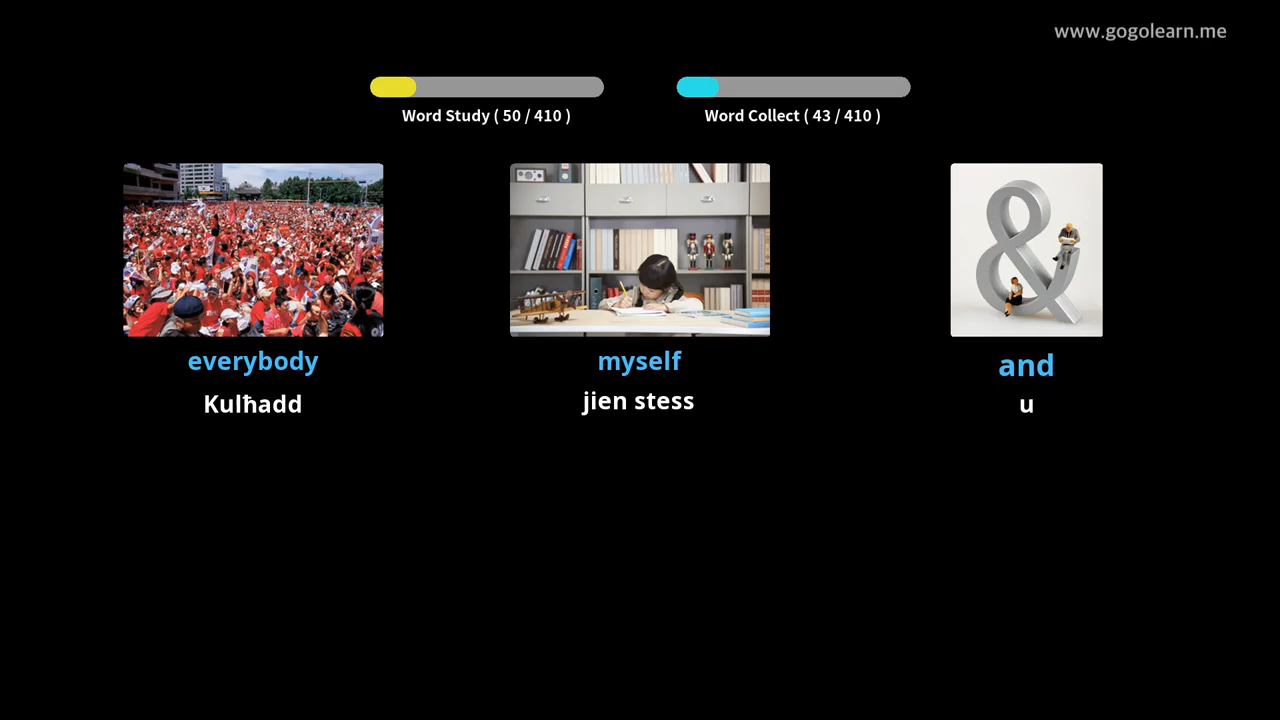 www.gogolearn.me
Word Study ( 50 / 410 )
Word Collect ( 43 / 410 )
everybody
Kulħadd
myself
jien stess
and
u